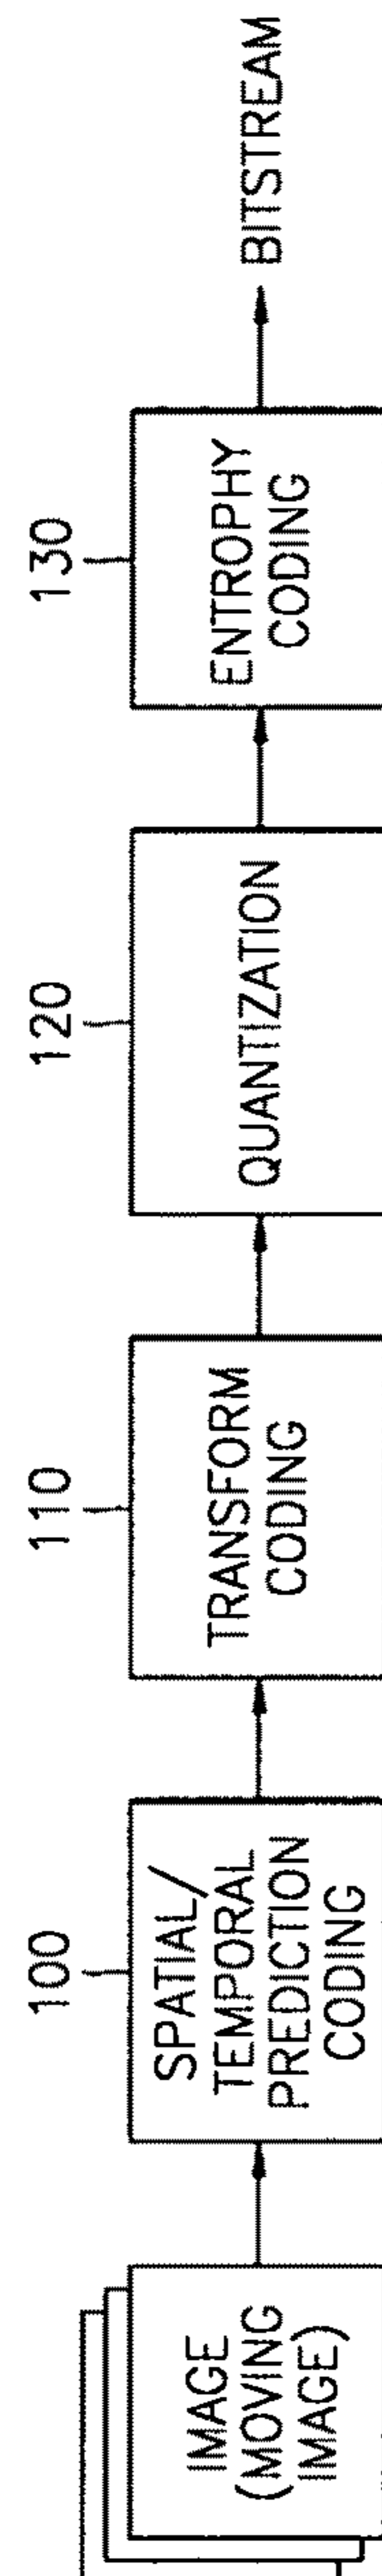 IMAGE
(MOVING
IMAGE)
100
SPATIAL/
TEMPORAL
PREDICTION
CODING
110
TRANSFORM
CODING
120
QUANTIZATION
130
ENTROPHY
CODING
BITSTREAM